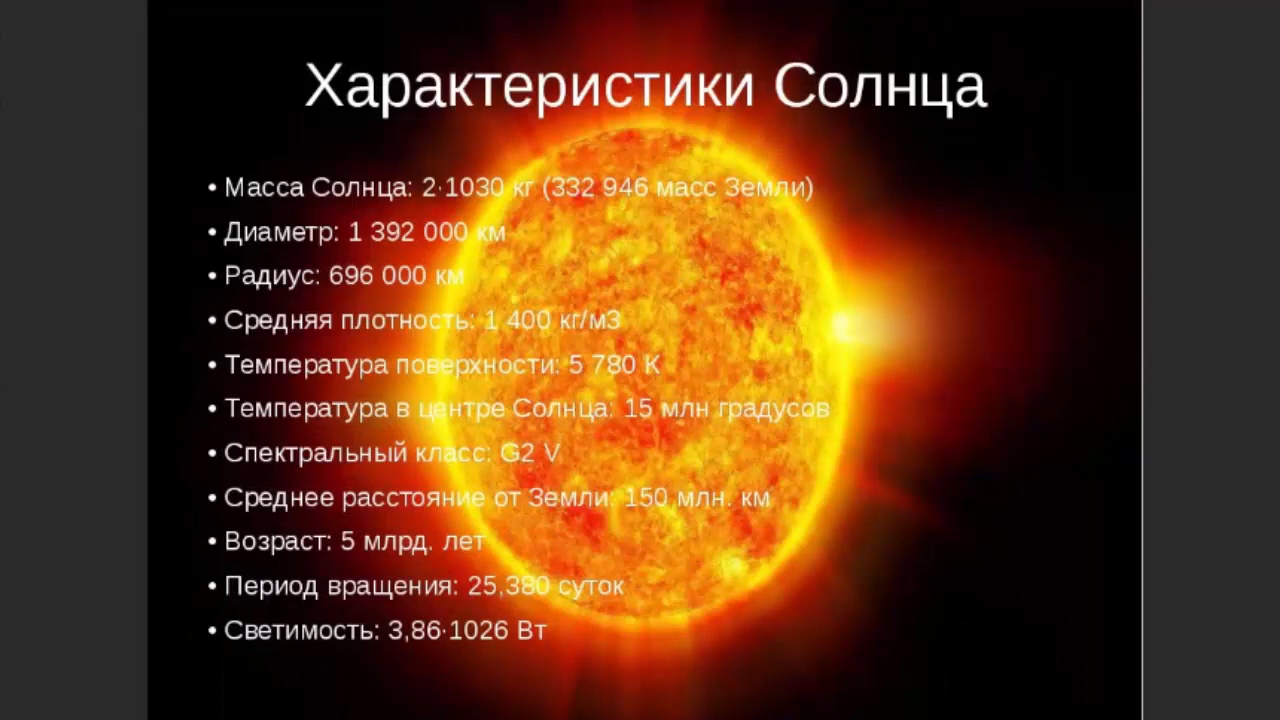 Характеристики Солнца
• Масса Солнца: 2·1030 кг (332 946 масс Земли)
• Диаметр: 1 392 000 км
• Радиус: 696 000 км
• Средняя плотность: 1 400 кг/м3
• Температура поверхности: 5 780 К
• Температура в центре Солнца: 15 млн градусов
• Спектральный класс: G2 V
• Среднее расстояние от Земли: 150 млн. км
• Возраст: 5 млрд. лет
• Период вращения: 25,380 суток
• Светимость: 3,86·1026 Вт